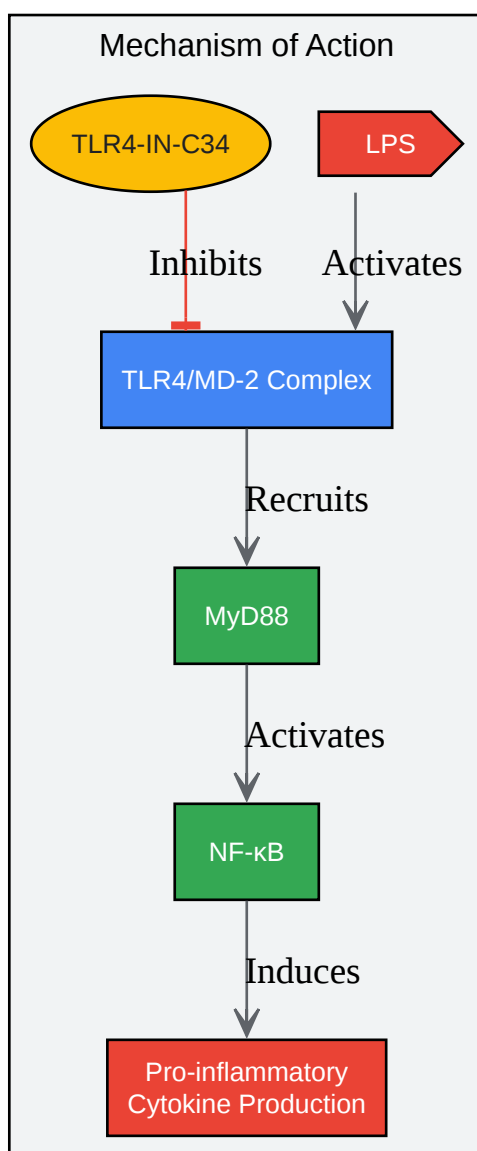 Mechanism of Action
TLR4-IN-C34
LPS
Inhibits
Activates
TLR4/MD-2 Complex
Recruits
MyD88
Activates
NF-κB
Induces
Pro-inflammatory
Cytokine Production